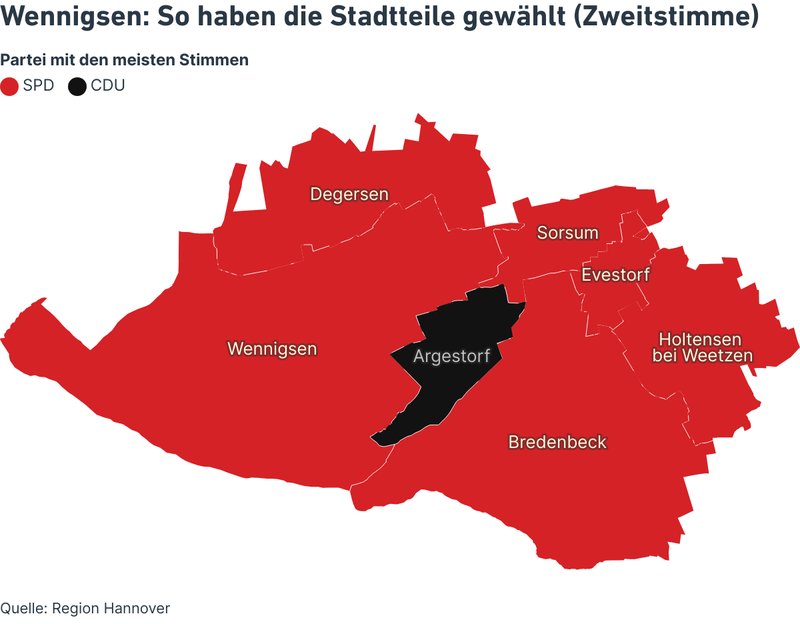 Wennigsen: So haben die Stadtteile gewählt (Zweitstimme)
Partei mit den meisten Stimmen
SPD CDU
Degersen
Sorsum
Evestorf
Holtensen
bei Weetzen
Wennigsen
Argestorf
Bredenbeck
Quelle: Region Hannover